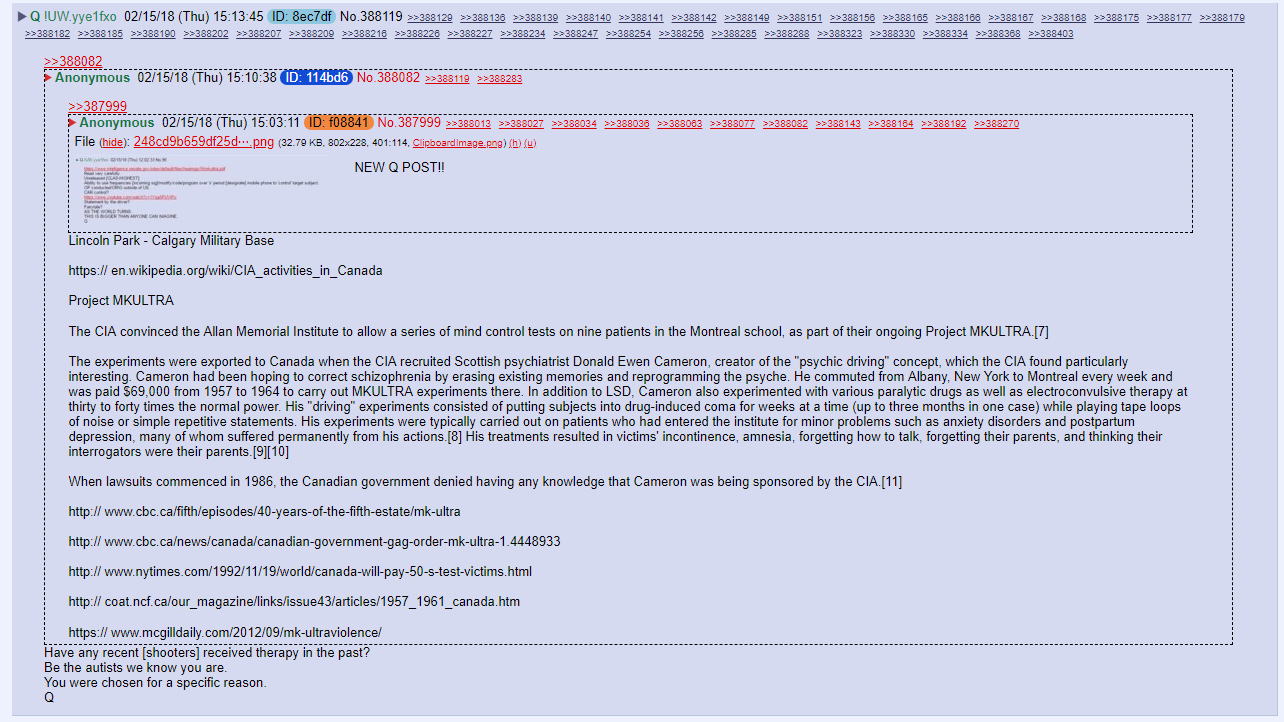 ▶ Q !UW.yye1fxo 02/15/18 (Thu) 15:13:45 ID: 8ec7df No.388119 >>388129 >>388136 >>388139 >>388140 >>388141 >>388142 >>388149 >>388151 >>388156 >>388165 >>388166 >>388167 >>388168 >>388175 >>388177 >>388179
>>388182 >>388185 >>388190 >>388202 >>388207 >>388209 >>388216 >>388226 >>388227 >>388234 >>388247 >>388254 >>388256 >>388285 >>388288 >>388323 >>388330 >>388334 >>388368 >>388403
>>388082
▶ Anonymous 02/15/18 (Thu) 15:10:38 ID: 114bd6 No.388082 >>388119 >>388283
>>387999
▶ Anonymous 02/15/18 (Thu) 15:03:11 ID: f08841 No.387999 >>388013 >>388027 >>388034 >>388036 >>388063 >>388077 >>388082 >>388143 >>388164 >>388192 >>388270
File (hide): 248cd9b659df25d⋯.png (32.79 KB, 802x228, 401:114, ClipboardImage.png) (h) (u)
NEW Q POST!!
Read very carefully.
Unreleased [CLAS-HIGHEST]
Statement by the driver?
Fairytale?
AS THE WORLD TURNS.
THIS IS BIGGER THAN ANYONE CAN IMAGINE.
Q
Lincoln Park - Calgary Military Base
https:// en.wikipedia.org/wiki/CIA_activities_in_Canada
Project MKULTRA
The CIA convinced the Allan Memorial Institute to allow a series of mind control tests on nine patients in the Montreal school, as part of their ongoing Project MKULTRA.[7]
The experiments were exported to Canada when the CIA recruited Scottish psychiatrist Donald Ewen Cameron, creator of the "psychic driving" concept, which the CIA found particularly
interesting. Cameron had been hoping to correct schizophrenia by erasing existing memories and reprogramming the psyche. He commuted from Albany, New York to Montreal every week and
was paid $69,000 from 1957 to 1964 to carry out MKULTRA experiments there. In addition to LSD, Cameron also experimented with various paralytic drugs as well as electroconvulsive therapy at
thirty to forty times the normal power. His "driving" experiments consisted of putting subjects into drug-induced coma for weeks at a time (up to three months in one case) while playing tape loops
of noise or simple repetitive statements. His experiments were typically carried out on patients who had entered the institute for minor problems such as anxiety disorders and postpartum
depression, many of whom suffered permanently from his actions.[8] His treatments resulted in victims' incontinence, amnesia, forgetting how to talk, forgetting their parents, and thinking their
interrogators were their parents.[9][10]
When lawsuits commenced in 1986, the Canadian government denied having any knowledge that Cameron was being sponsored by the CIA.[11]
http:// www.cbc.ca/fifth/episodes/40-years-of-the-fifth-estate/mk-ultra
http:// www.cbc.ca/news/canada/canadian-government-gag-order-mk-ultra-1.4448933
http:// www.nytimes.com/1992/11/19/world/canada-will-pay-50-s-test-victims.html
http:// coat.ncf.ca/our_magazine/links/issue43/articles/1957_1961_canada.htm
https:// www.mcgilldaily.com/2012/09/mk-ultraviolence/
Have any recent [shooters] received therapy in the past?
Be the autists we know you are.
You were chosen for a specific reason.
Q